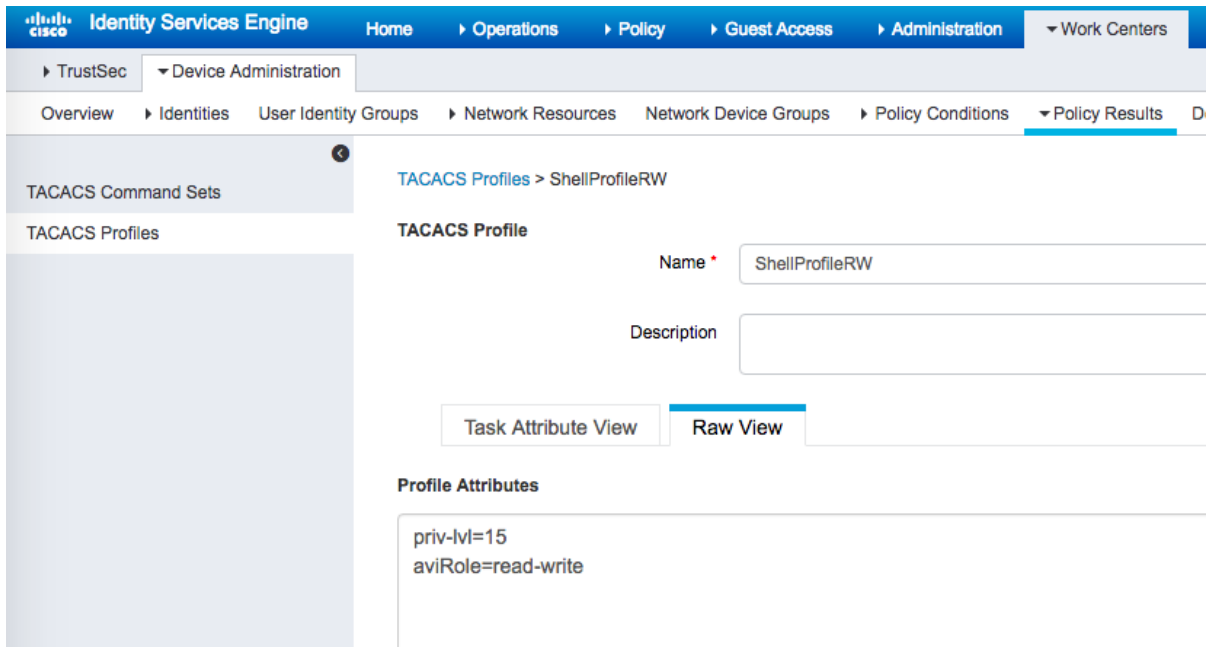 cisco Identity Services Engine Home Operations Policy Guest Access Administration Work Centers
TrustSec Device Administration
Overview Identities User Identity Groups Network Resources Network Device Groups Policy Conditions Policy Results
TACACS Command Sets
TACACS Profiles
TACACS Profiles > ShellProfileRW
TACACS Profile
Name * ShellProfileRW
Description
Task Attribute View Raw View
Profile Attributes
priv-lvl=15
aviRole=read-write